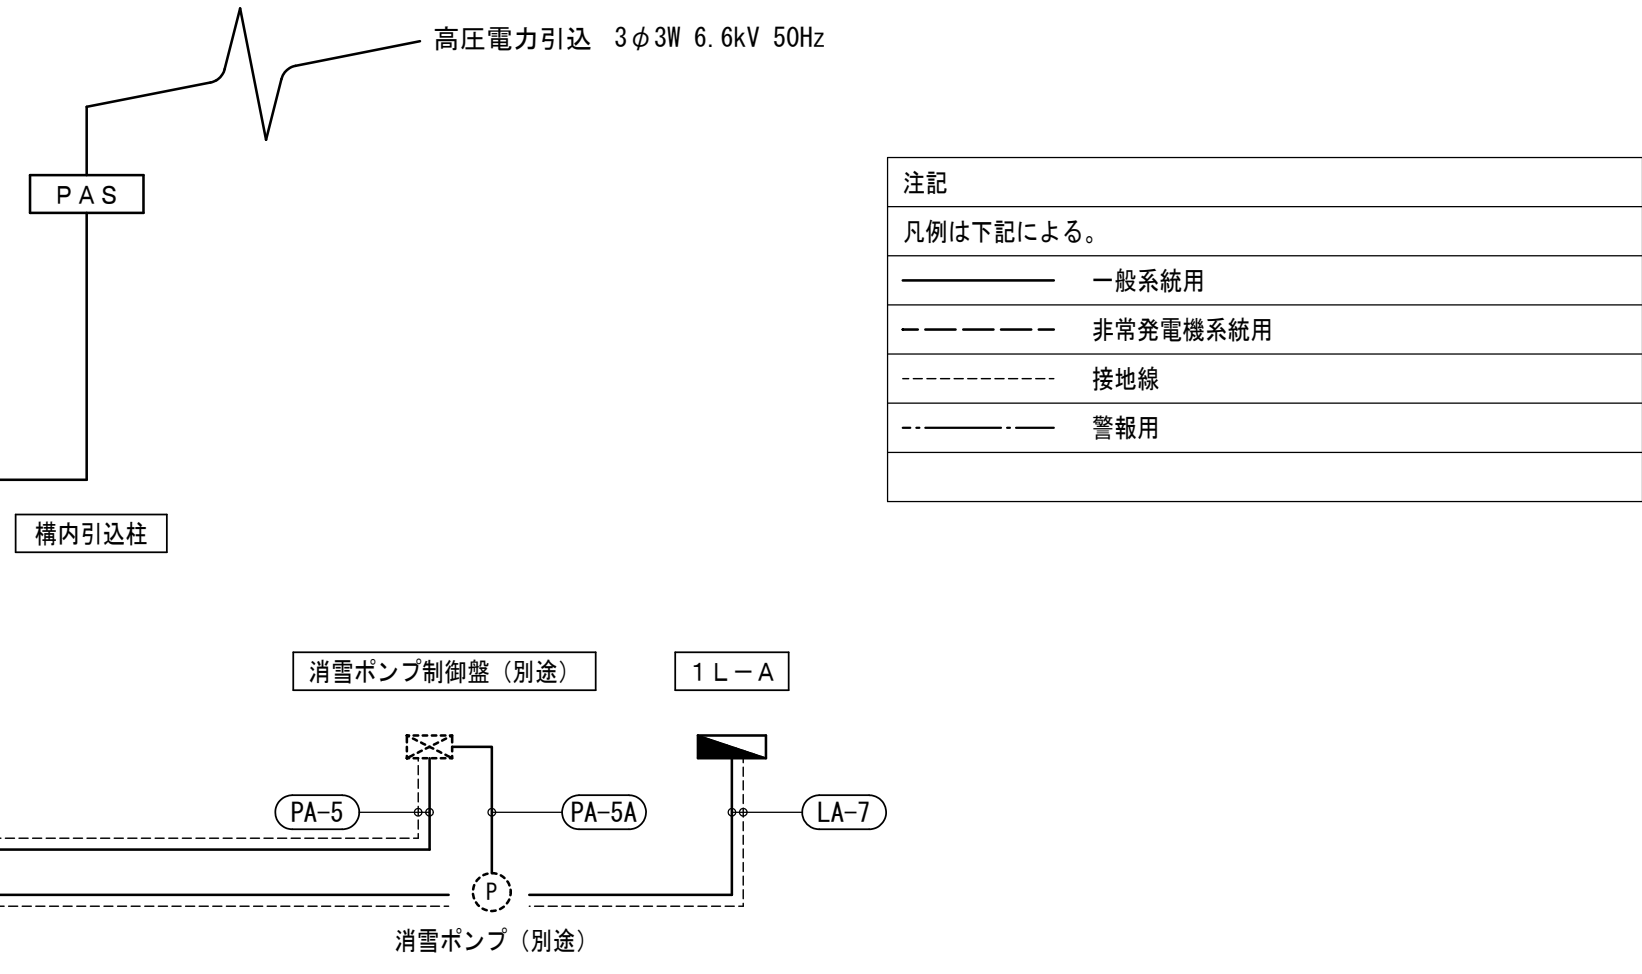 高圧電力引込 3φ3W 6.6kV 50Hz
PAS
注記
凡例は下記による。
一般系統用
非常発電機系統用
接地線
警報用
構内引込柱
消雪ポンプ制御盤(別途)
1L-A
PA-5
PA-5A
LA-7
P
消雪ポンプ(別途)